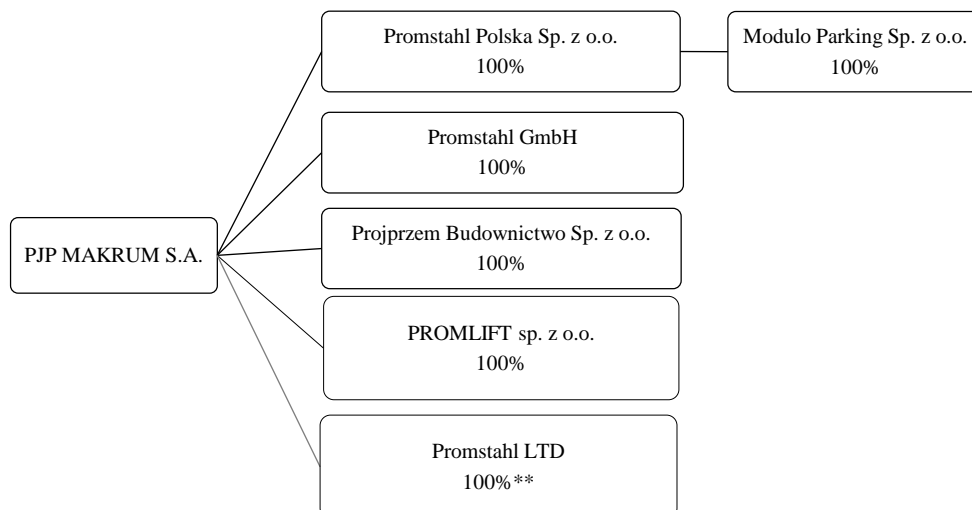 Promstahl Polska Sp. z o.o.
100%
Modulo Parking Sp. z o.o.
100%
Promstahl GmbH
100%
PJP MAKRUM S.A.
Projprzem Budownictwo Sp. z o.o.
100%
PROMLIFT sp. z o.o.
100%
Promstahl LTD
100%**